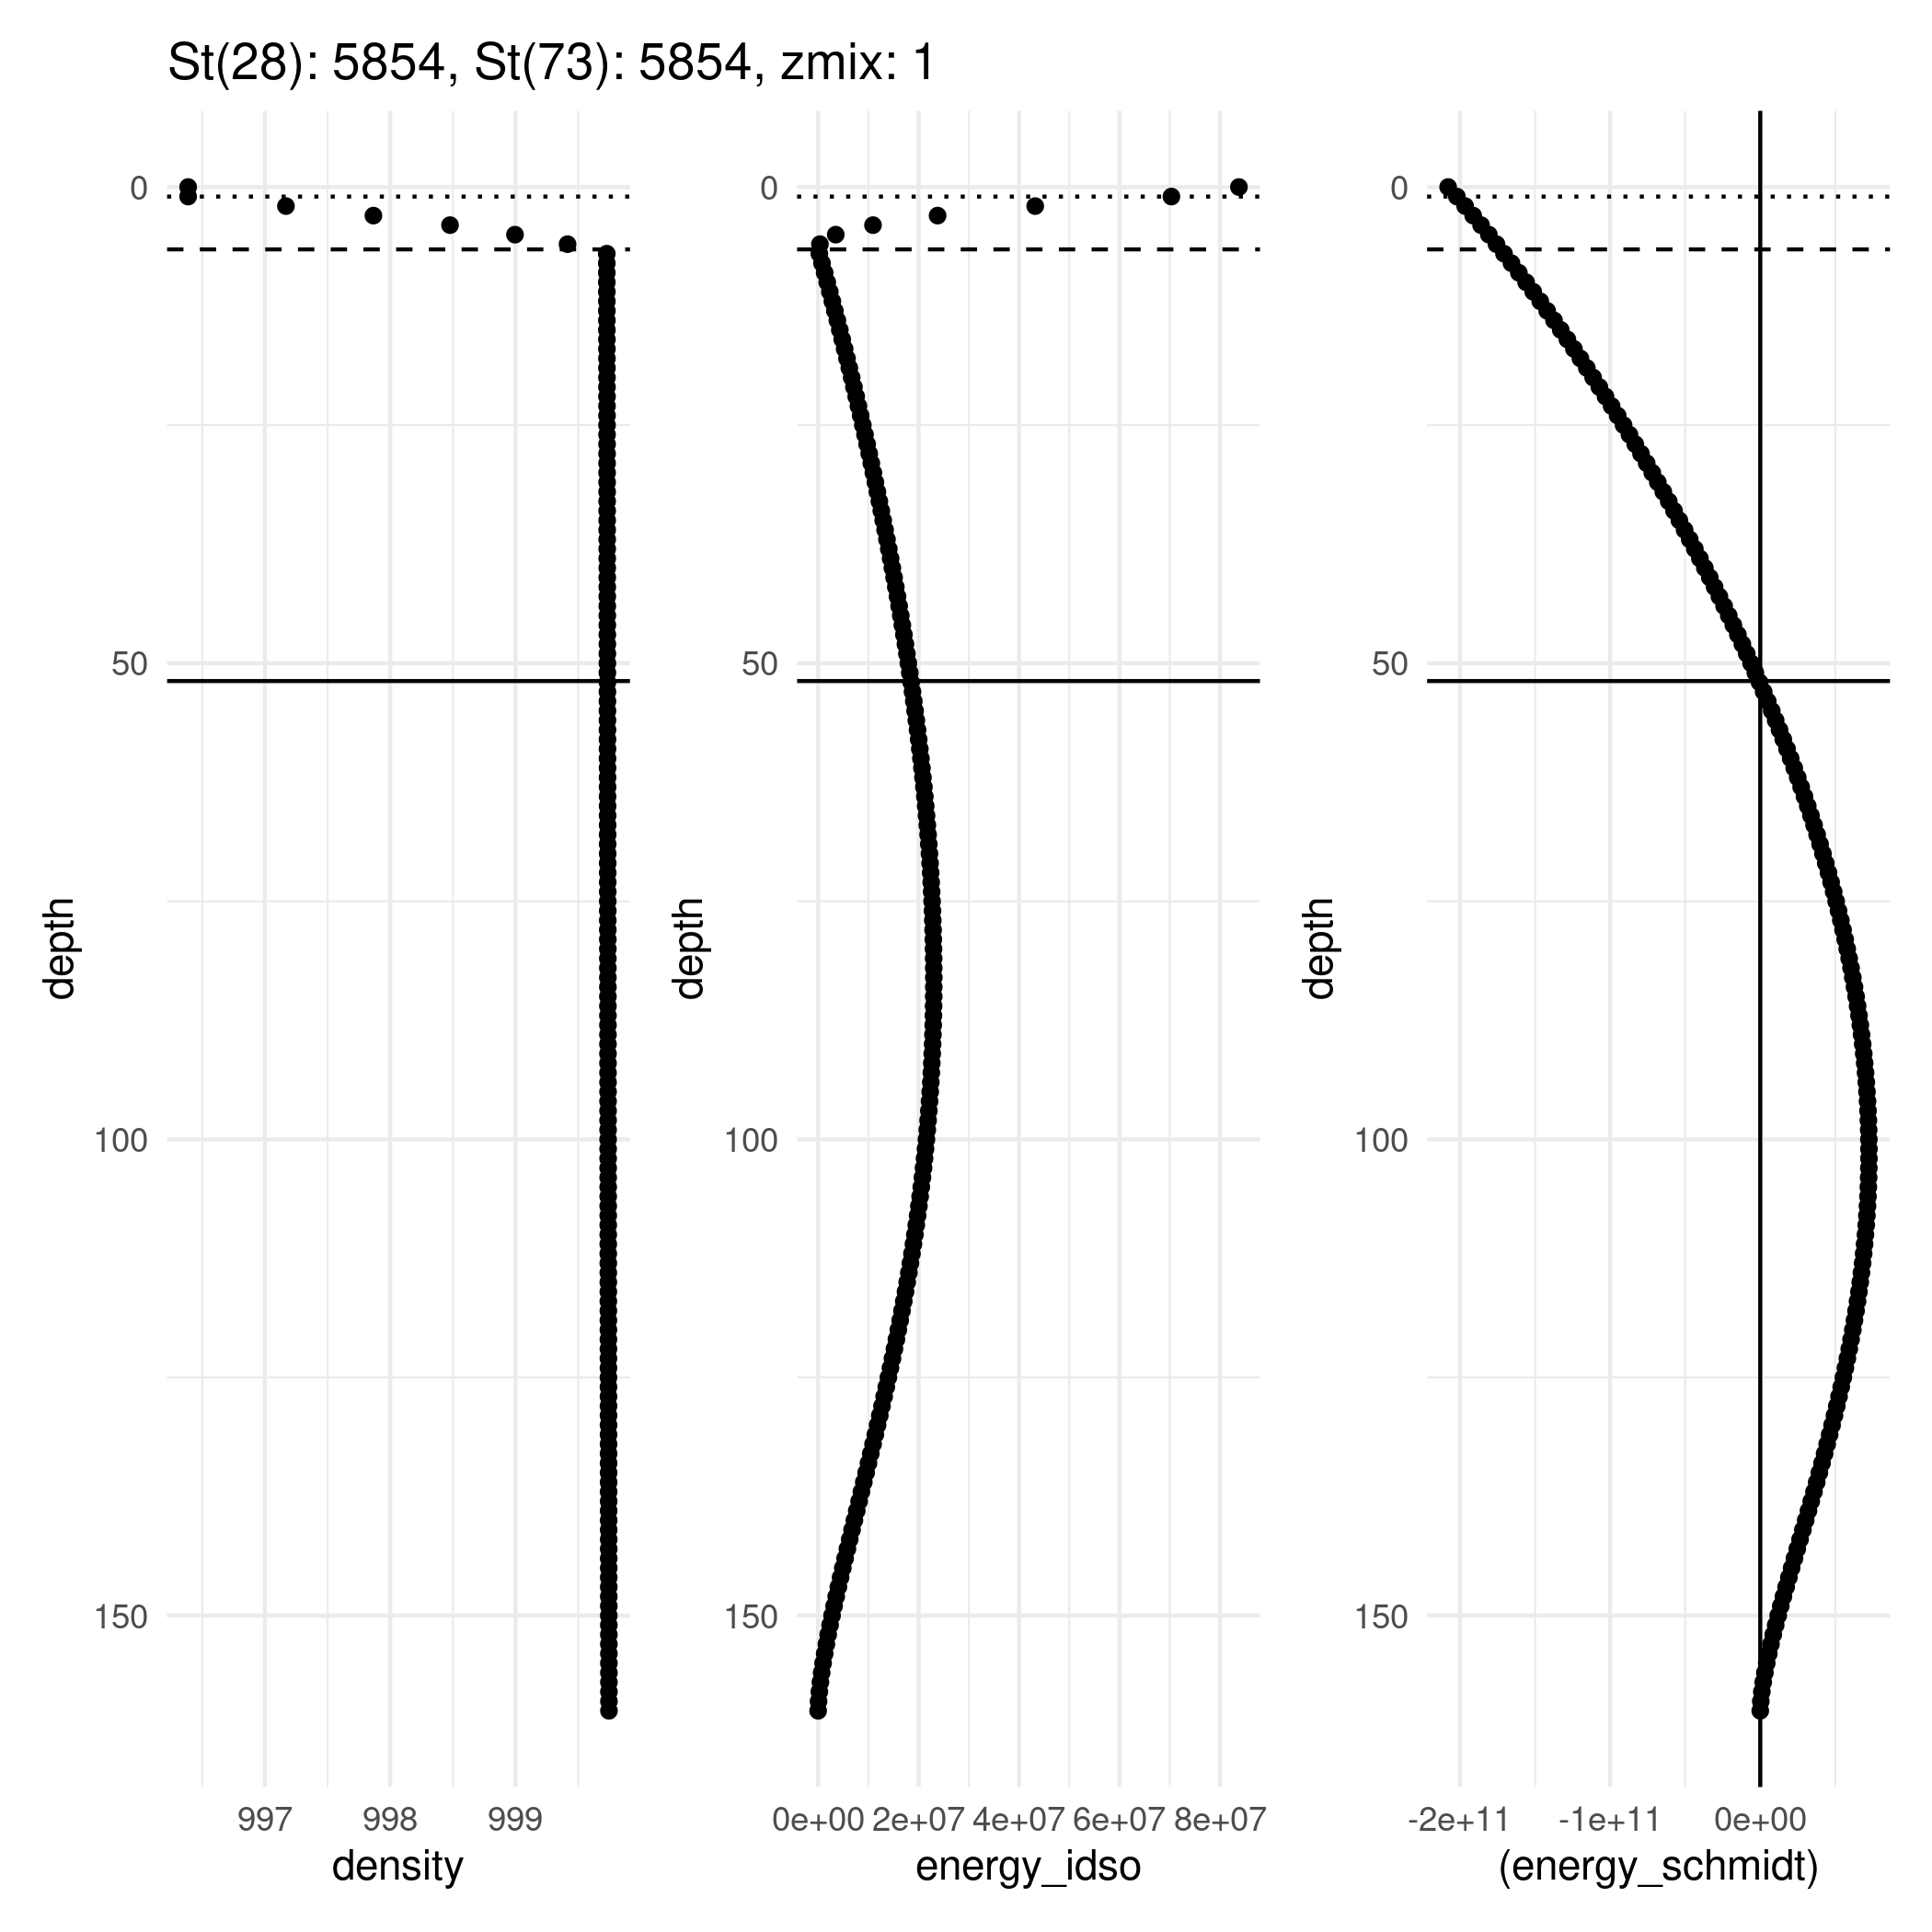 St(28): 5854, St(73): 5854, zmix: 1
0
50
100
150
depth
997
998
999
density
0
50
100
150
depth
0e+00
2e+07
4e+07
6e+07
8e+07
energy_idso
0
50
100
150
depth
-2e+11
-1e+11
0e+00
(energy_schmidt)